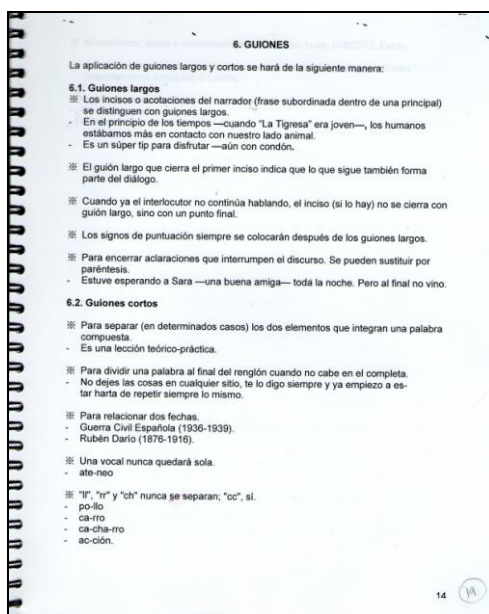 6. GUIONES
La aplicación de guiones largos y cortos se hará de la siguiente manera:
6.1. Guiones largos
※ Los incisos o acotaciones del narrador (frase subordinada dentro de una principal)
se distinguen con guiones largos.
- En el principio de los tiempos —cuando "La Tigresa" era joven—, los humanos
estábamos más en contacto con nuestro lado animal.
- Es un súper tip para disfrutar —aún con condón.
※ El guión largo que cierra el primer inciso indica que lo que sigue también forma
parte del diálogo.
※ Cuando ya el interlocutor no continúa hablando, el inciso (si lo hay) no se cierra con
guión largo, sino con un punto final.
※ Los signos de puntuación siempre se colocarán después de los guiones largos.
※ Para encerrar aclaraciones que interrumpen el discurso. Se pueden sustituir por
paréntesis.
- Estuve esperando a Sara —una buena amiga— toda la noche. Pero al final no vino.
6.2. Guiones cortos
※ Para separar (en determinados casos) los dos elementos que integran una palabra
compuesta.
- Es una lección teórico-práctica.
※ Para dividir una palabra al final del renglón cuando no cabe en el completa.
- No dejes las cosas en cualquier sitio, te lo digo siempre y ya empiezo a es-
tar harta de repetir siempre lo mismo.
※ Para relacionar dos fechas.
- Guerra Civil Española (1936-1939).
- Rubén Darío (1876-1916).
※ Una vocal nunca quedará sola.
- ate-neo
※ "ll", "rr" y "ch" nunca se separan; "cc", sí.
- po-llo
- ca-rro
- ca-cha-rro
- ac-ción.
14